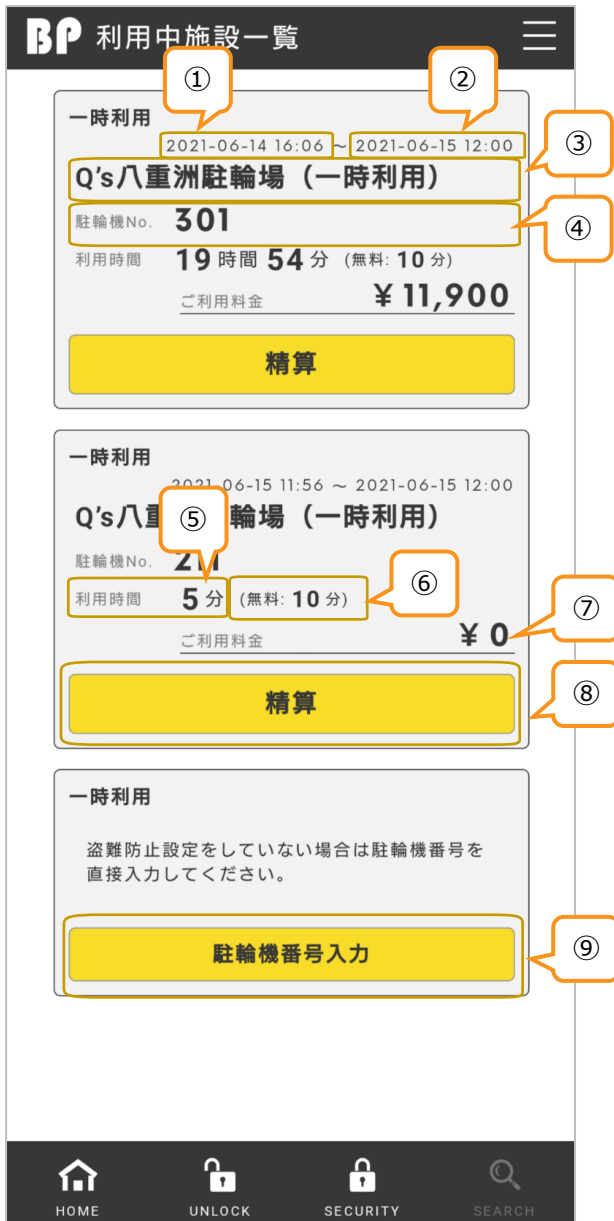 BP 利用中施設一覧
① ②
一時利用
2021-06-14 16:06 ~ 2021-06-15 12:00
③
Q’s八重洲駐輪場（一時利用）
駐輪機No. 301
④
利用時間 19 時間 54 分 (無料: 10 分)
ご利用料金 ¥ 11,900
精算
一時利用
2021-06-15 11:56 ~ 2021-06-15 12:00
Q’s八 輪場（一時利用）
⑤
駐輪機No.
利用時間 5 分 (無料: 10 分)
⑥
ご利用料金 ¥ 0
⑦
精算
⑧
一時利用
盗難防止設定をしていない場合は駐輪機番号を
直接入力してください。
駐輪機番号入力
⑨
HOME UNLOCK SECURITY SEARCH